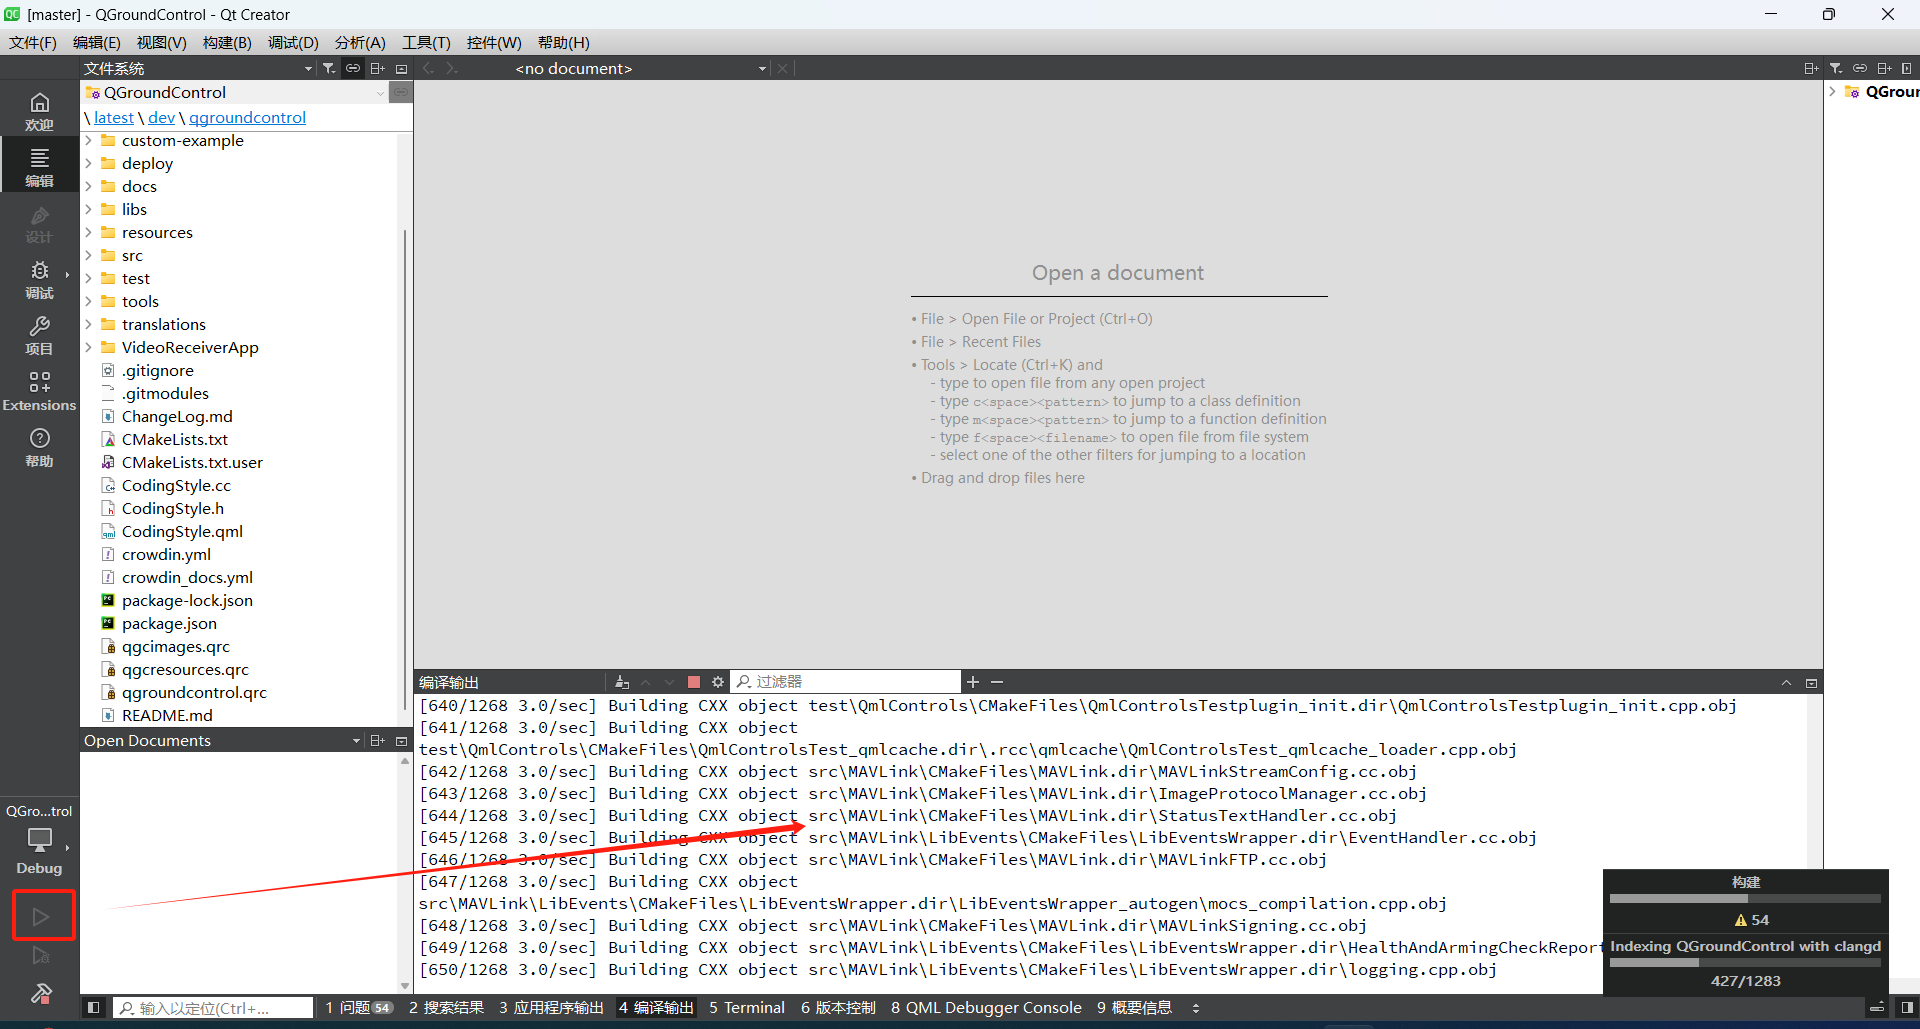 [master] - QGroundControl - Qt Creator
文件(F) 编辑(E) 视图(V) 构建(B) 调试(D) 分析(A) 工具(T) 控件(W) 帮助(H)
文件系统
<no document>
QGroundControl
\ latest \ dev \ qgroundcontrol
custom-example
deploy
docs
libs
resources
src
test
tools
translations
VideoReceiverApp
.gitignore
.gitmodules
ChangeLog.md
CMakeLists.txt
CMakeLists.txt.user
CodingStyle.cc
CodingStyle.h
CodingStyle.qml
crowdin.yml
crowdin_docs.yml
package-lock.json
package.json
qgcimages.qrc
qgcresources.qrc
qgroundcontrol.qrc
README.md
Open Documents
欢迎
编辑
设计
调试
项目
Extensions
帮助
QGro...trol
Debug
Open a document
• File > Open File or Project (Ctrl+O)
• File > Recent Files
• Tools > Locate (Ctrl+K) and
- type to open file from any open project
- type c<space><pattern> to jump to a class definition
- type m<space><pattern> to jump to a function definition
- type f<space><filename> to open file from file system
- select one of the other filters for jumping to a location
• Drag and drop files here
QGroun
编译输出
过滤器
[640/1268 3.0/sec] Building CXX object test\QmlControls\CMakeFiles\QmlControlsTestplugin_init.dir\QmlControlsTestplugin_init.cpp.obj
[641/1268 3.0/sec] Building CXX object
test\QmlControls\CMakeFiles\QmlControlsTest_qmlcache.dir\.rcc\qmlcache\QmlControlsTest_qmlcache_loader.cpp.obj
[642/1268 3.0/sec] Building CXX object src\MAVLink\CMakeFiles\MAVLink.dir\MAVLinkStreamConfig.cc.obj
[643/1268 3.0/sec] Building CXX object src\MAVLink\CMakeFiles\MAVLink.dir\ImageProtocolManager.cc.obj
[644/1268 3.0/sec] Building CXX object src\MAVLink\CMakeFiles\MAVLink.dir\StatusTextHandler.cc.obj
[645/1268 3.0/sec] Building CXX object src\MAVLink\LibEvents\CMakeFiles\LibEventsWrapper.dir\EventHandler.cc.obj
[646/1268 3.0/sec] Building CXX object src\MAVLink\CMakeFiles\MAVLink.dir\MAVLinkFTP.cc.obj
[647/1268 3.0/sec] Building CXX object
src\MAVLink\LibEvents\CMakeFiles\LibEventsWrapper.dir\LibEventsWrapper_autogen\mocs_compilation.cpp.obj
[648/1268 3.0/sec] Building CXX object src\MAVLink\CMakeFiles\MAVLink.dir\MAVLinkSigning.cc.obj
[649/1268 3.0/sec] Building CXX object src\MAVLink\LibEvents\CMakeFiles\LibEventsWrapper.dir\HealthAndArmingCheckReport
[650/1268 3.0/sec] Building CXX object src\MAVLink\LibEvents\CMakeFiles\LibEventsWrapper.dir\logging.cpp.obj
构建
54
Indexing QGroundControl with clangd
427/1283
输入以定位(Ctrl+...
1 问题 54 2 搜索结果 3 应用程序输出 4 编译输出 5 Terminal 6 版本控制 8 QML Debugger Console 9 概要信息